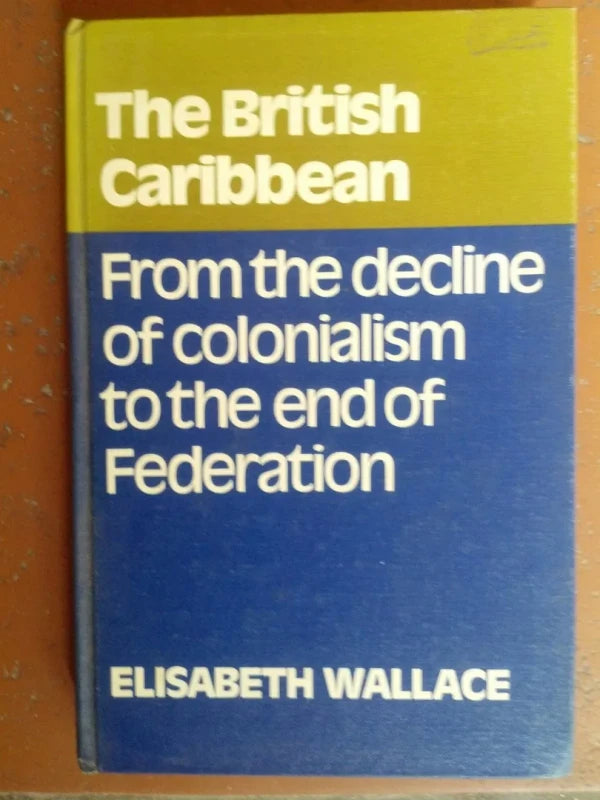 The British
Caribbean
From the decline
of colonialism
to the end of
Federation
ELISABETH WALLACE